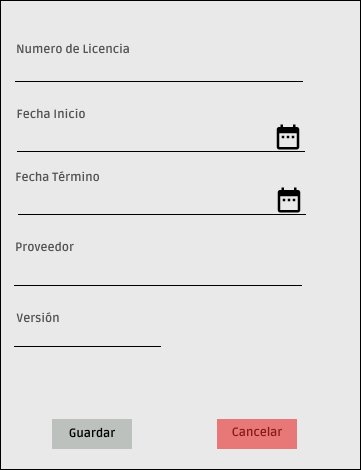 Numero de Licencia
Fecha Inicio
Fecha Término
Proveedor
Versión
Guardar
Cancelar